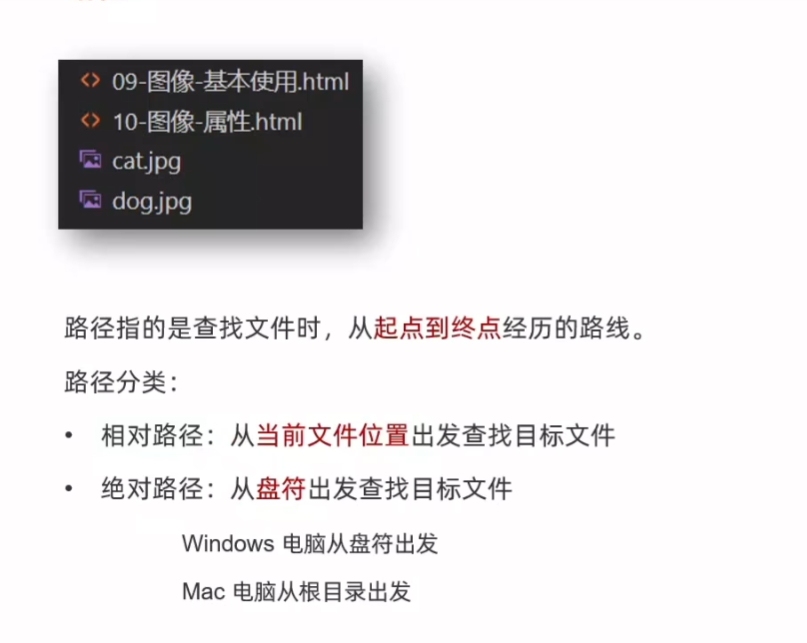 09-图像-基本使用.html
10-图像-属性.html
cat.jpg
dog.jpg
路径指的是查找文件时，从起点到终点经历的路线。
路径分类：
• 相对路径：从当前文件位置出发查找目标文件
• 绝对路径：从盘符出发查找目标文件
Windows 电脑从盘符出发
Mac 电脑从根目录出发